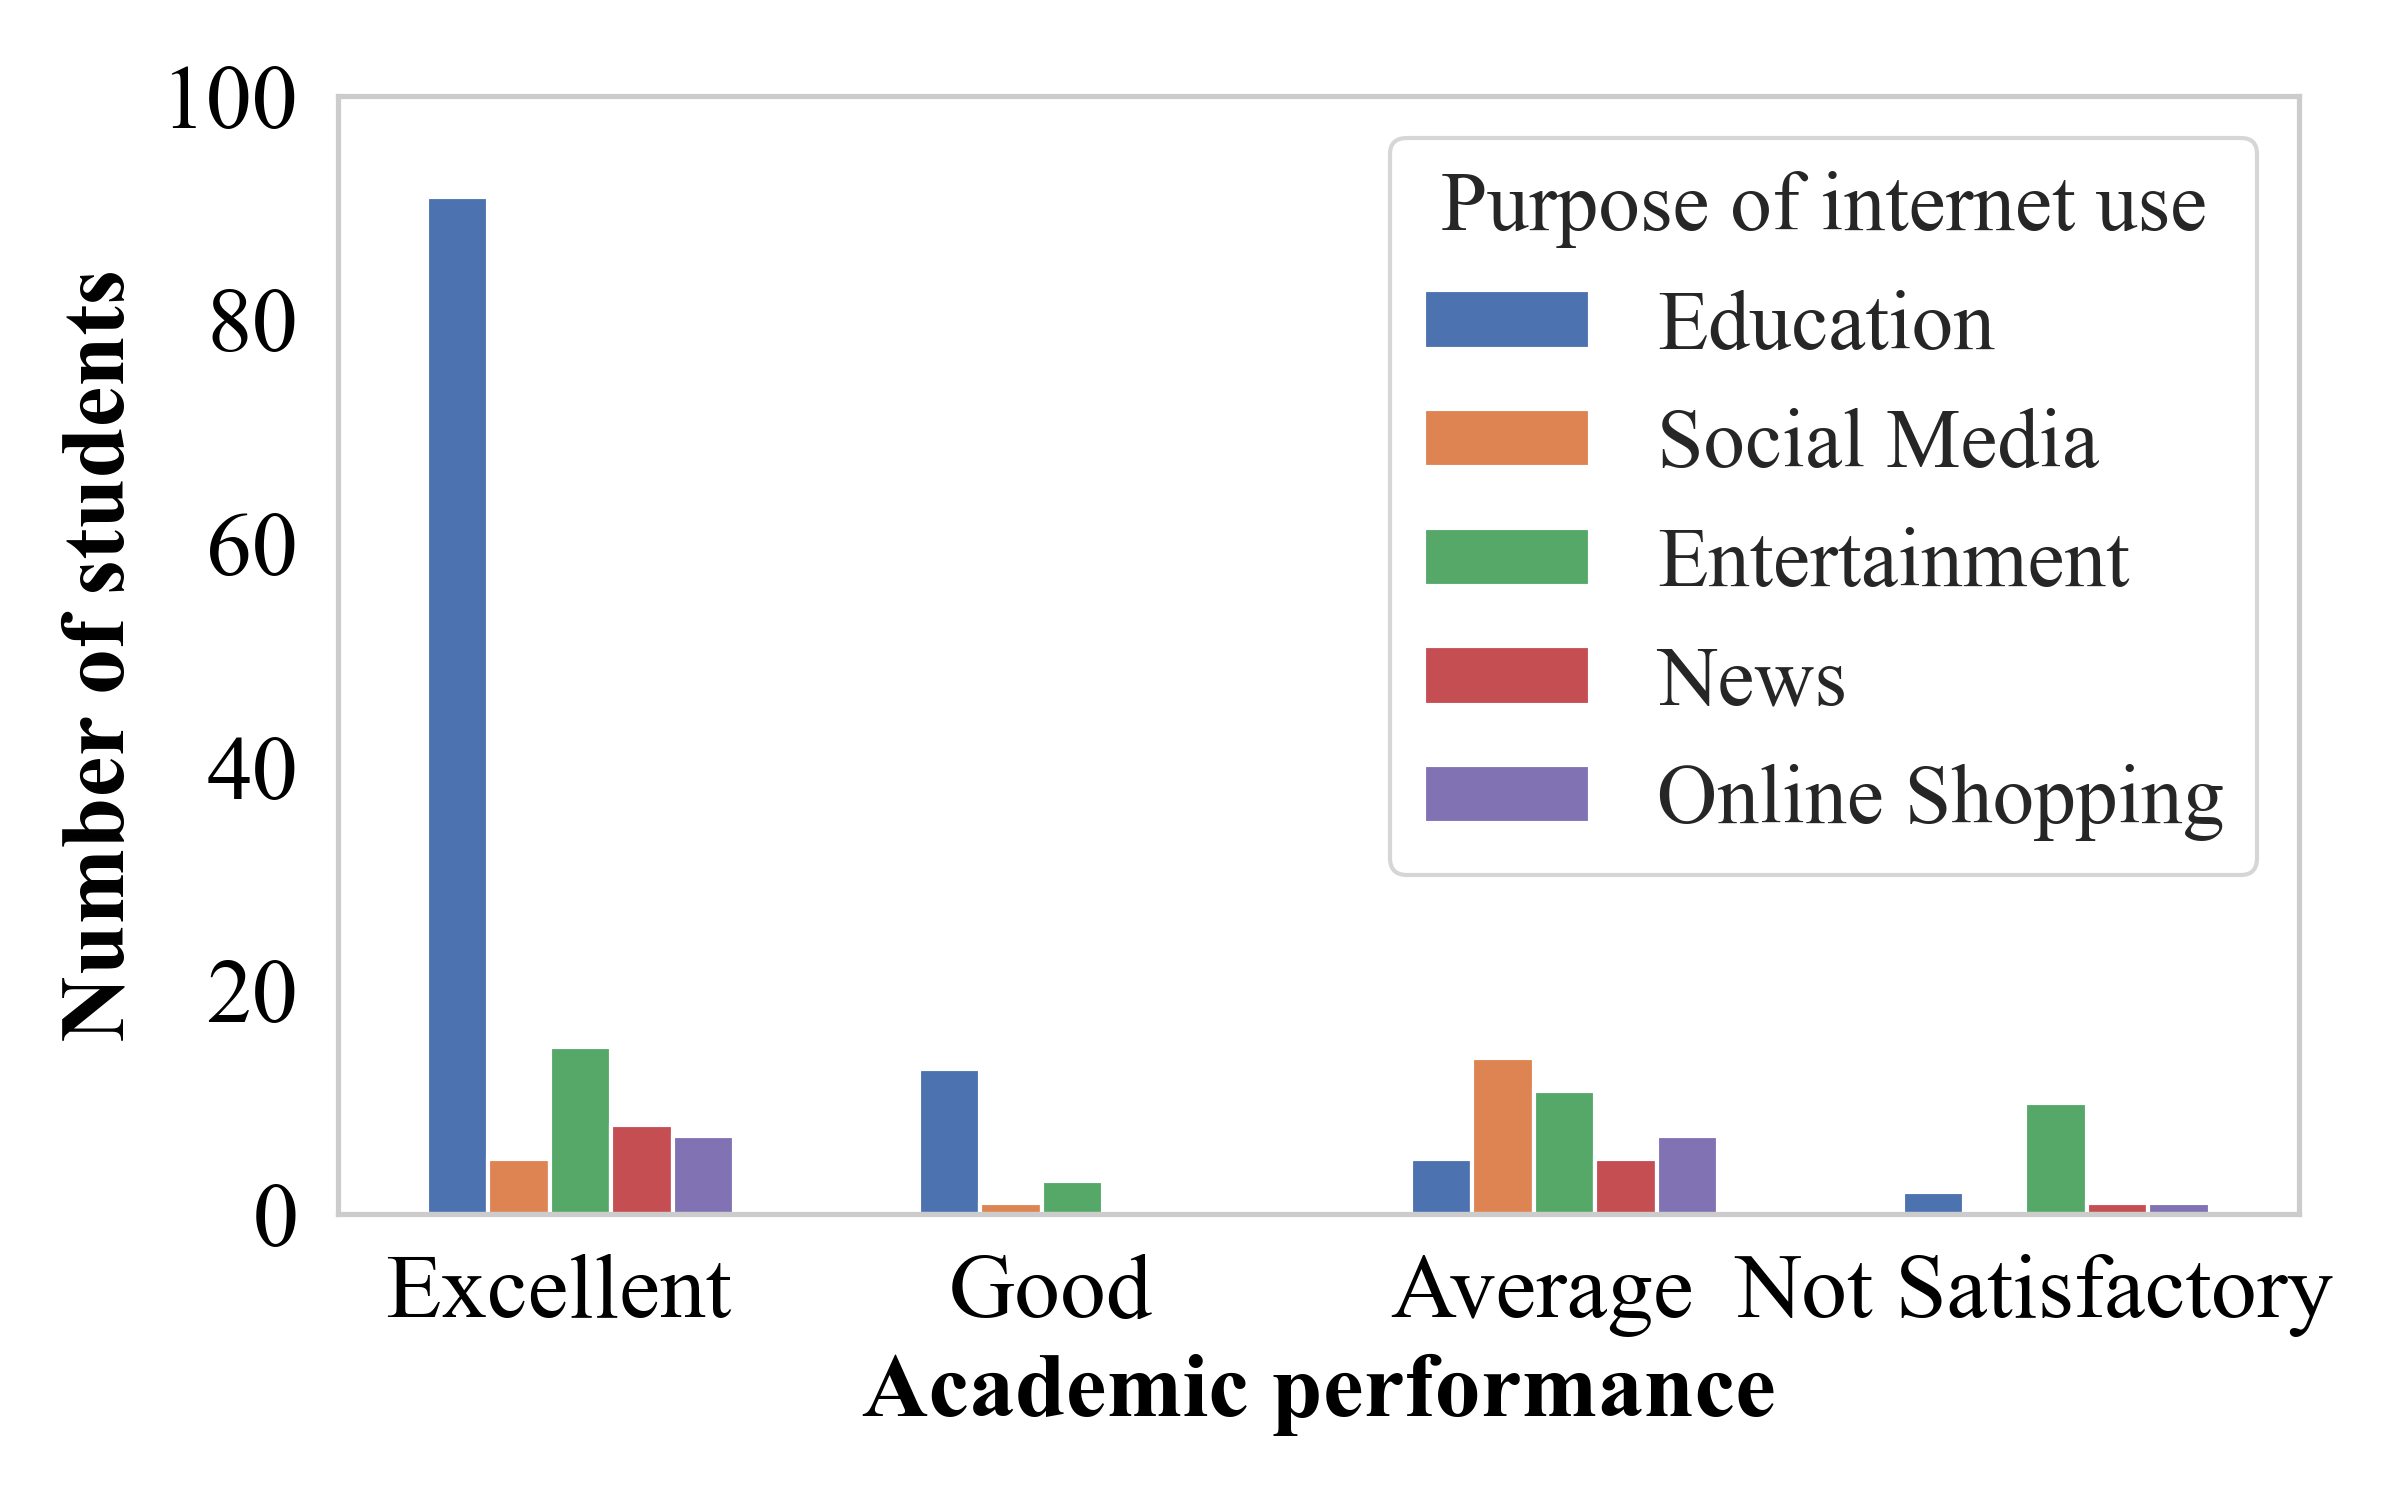 100
80
60
40
20
0
Number of students
Purpose of internet use
Education
Social Media
Entertainment
News
Online Shopping
Excellent Good Average Not Satisfactory
Academic performance